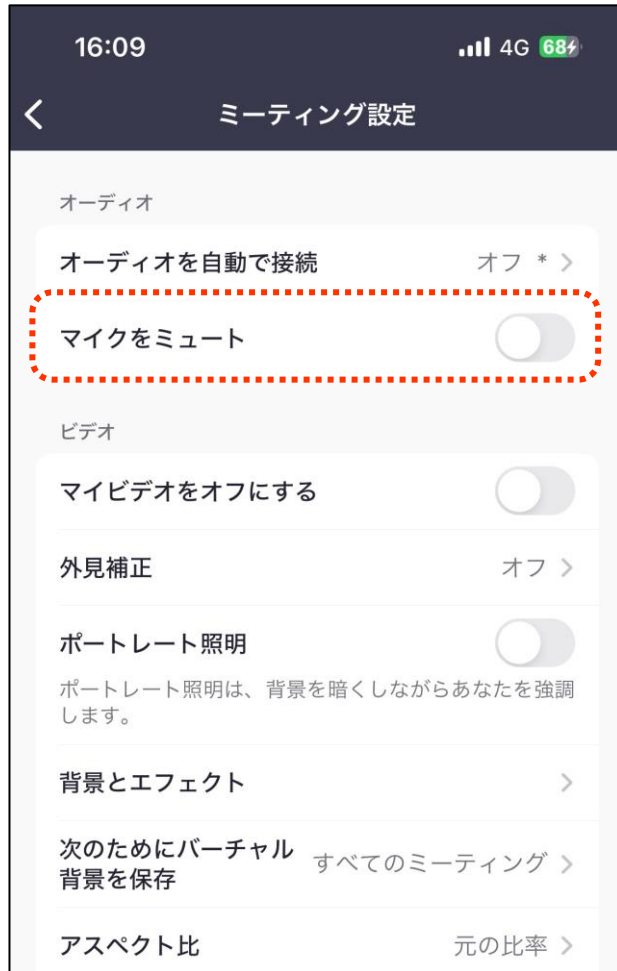 16:09 4G 68
ミーティング設定
オーディオ
オーディオを自動で接続 オフ *
マイクをミュート
ビデオ
マイビデオをオフにする
外見補正 オフ
ポートレート照明
ポートレート照明は、背景を暗くしながらあなたを強調
します。
背景とエフェクト
次のためにバーチャル
背景を保存 すべてのミーティング
アスペクト比 元の比率